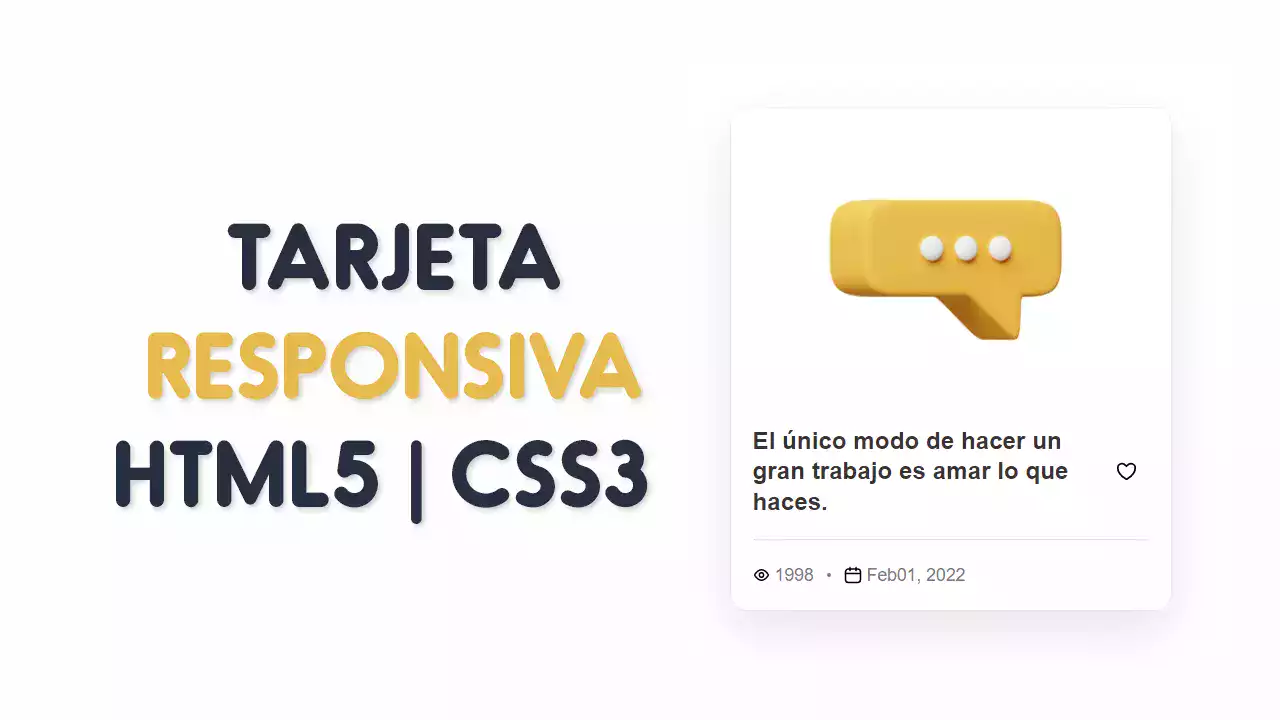 TARJETA
RESPONSIVA
HTML5 | CSS3
El único modo de hacer un
gran trabajo es amar lo que
haces.
1998 • Feb01, 2022